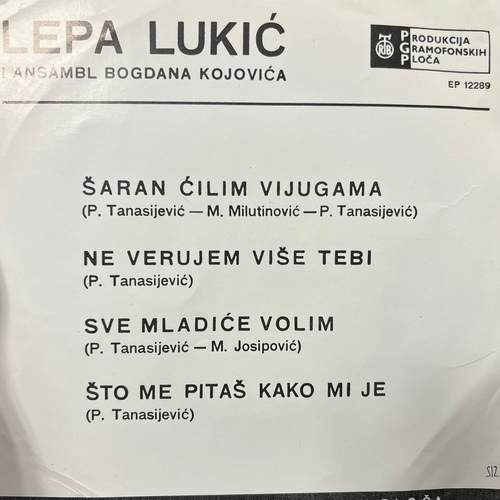 LEPA LUKIĆ
I ANSAMBL BOGDANA KOJOVIĆA
RTB
PRODUKCIJA
GRAMOFONSKIH
PLOČA
EP 12289
ŠARAN ĆILIM VIJUGAMA
(P. Tanasijević — M. Milutinović — P. Tanasijević)
NE VERUJEM VIŠE TEBI
(P. Tanasijević)
SVE MLADIĆE VOLIM
(P. Tanasijević — M. Josipović)
ŠTO ME PITAŠ KAKO MI JE
(P. Tanasijević)